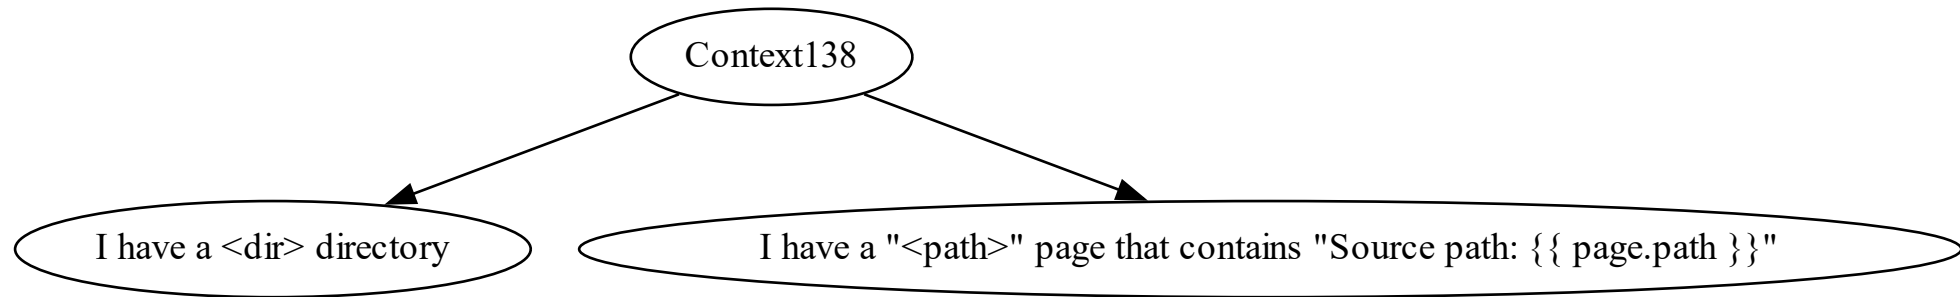 Context138
I have a <dir> directory
I have a "<path>" page that contains "Source path: {{ page.path }}"